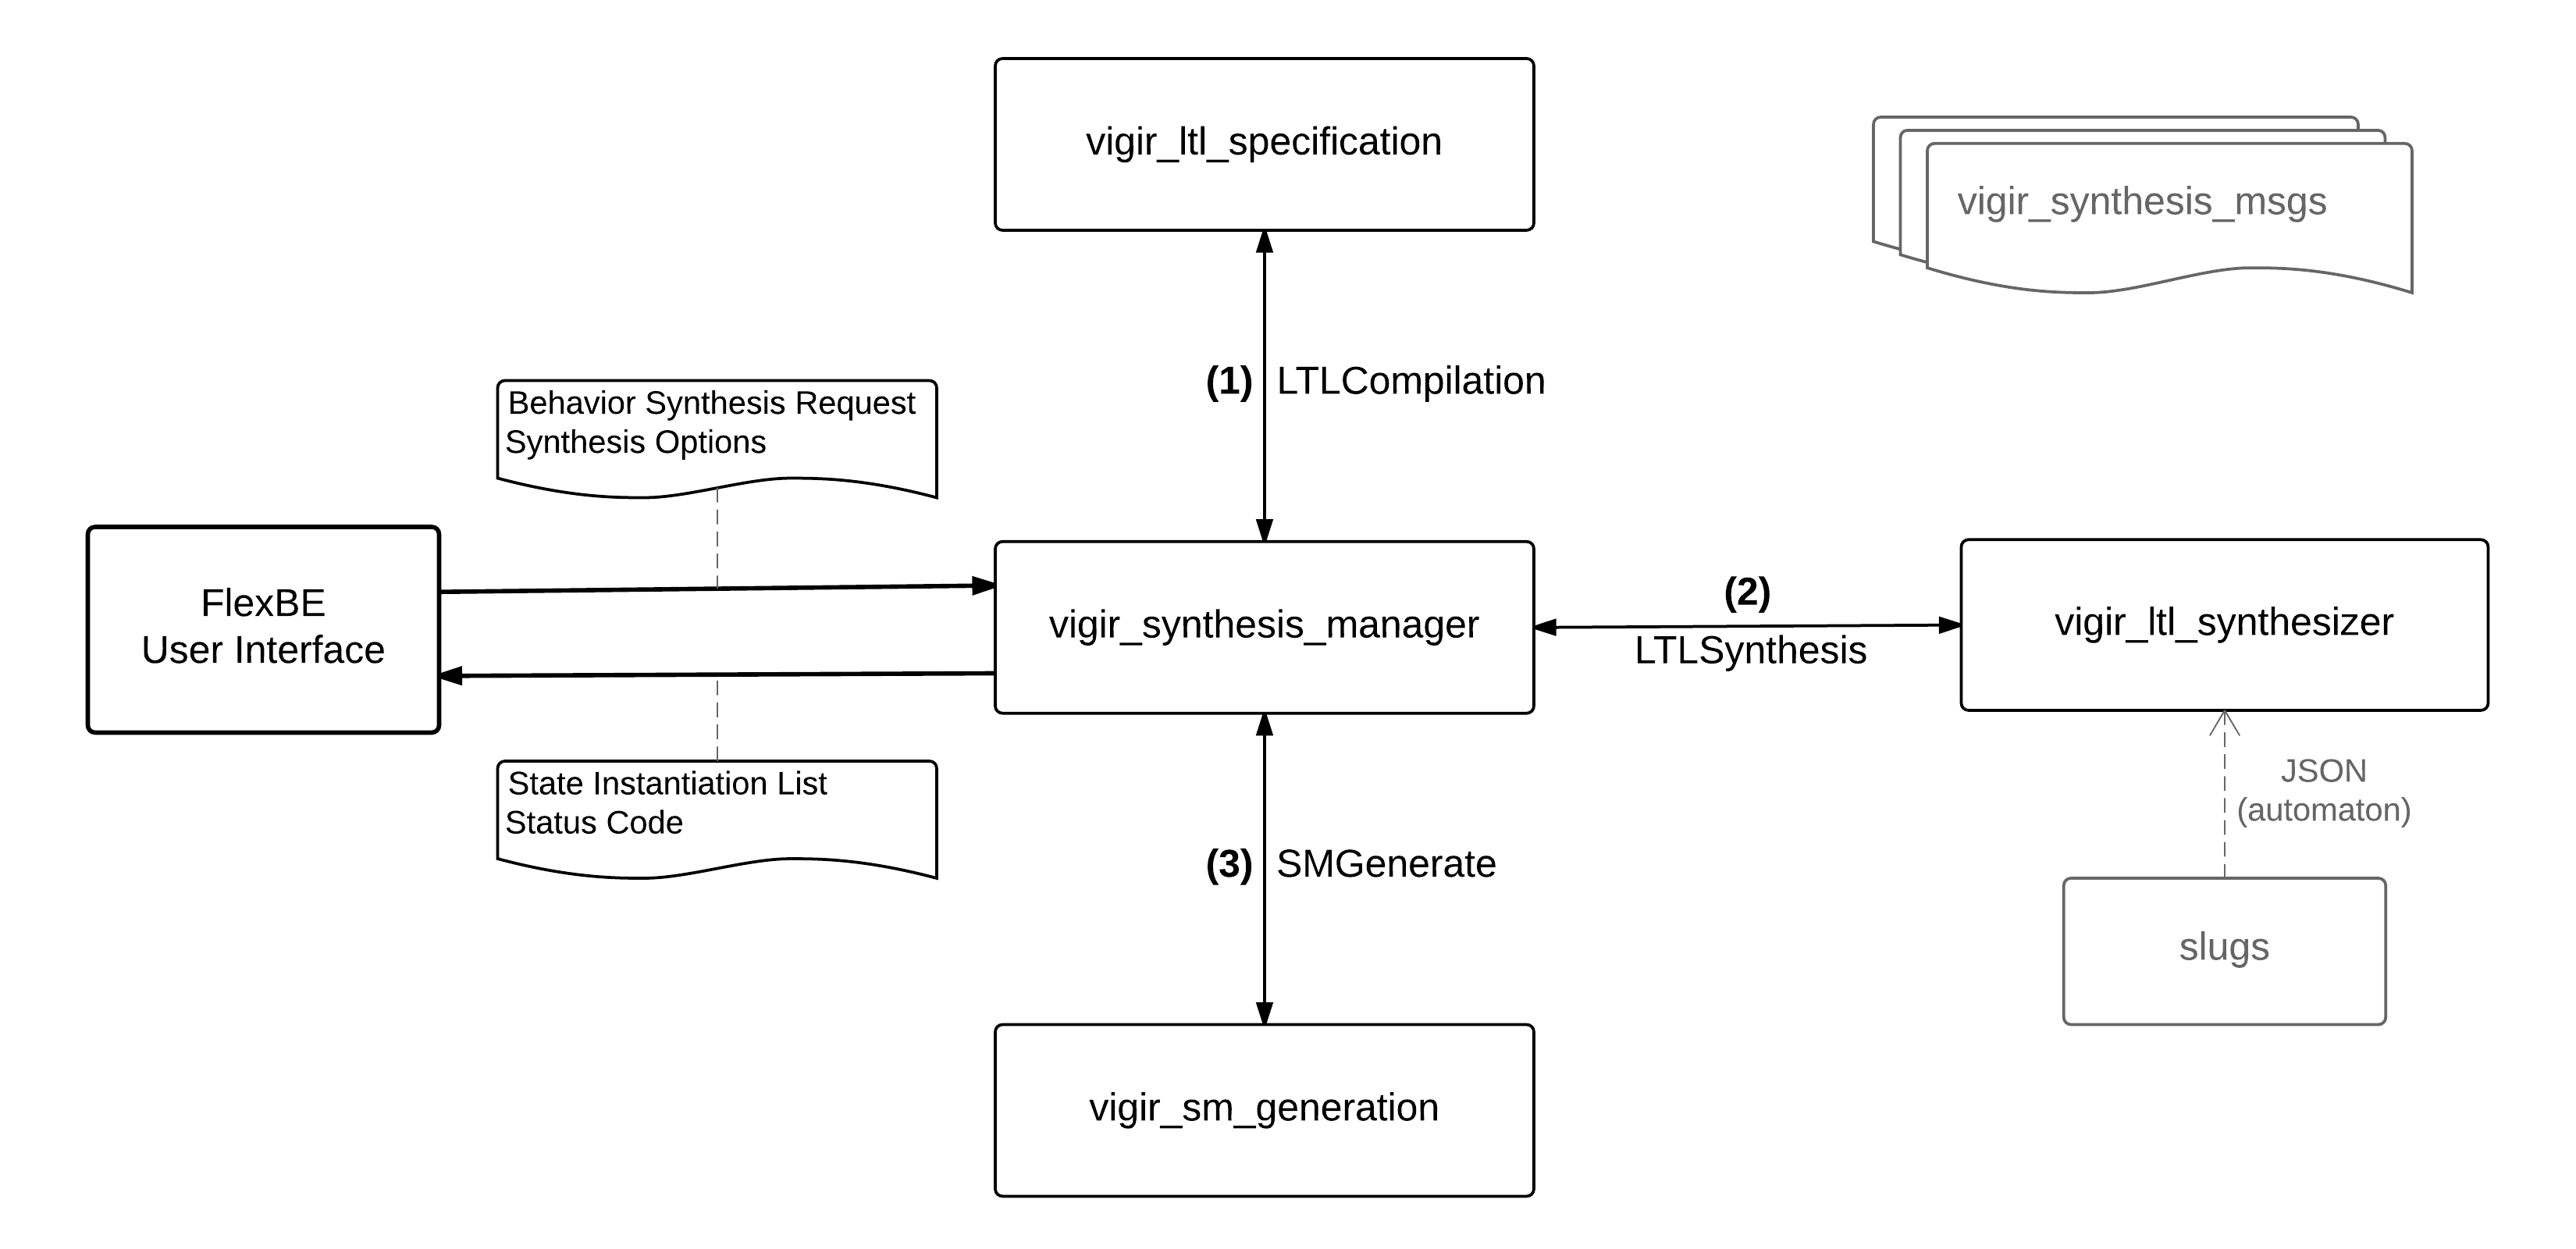 vigir_ltl_specification
vigir_synthesis_msgs
(1) LTLCompilation
Behavior Synthesis Request
Synthesis Options
FlexBE
User Interface
vigir_synthesis_manager
(2)
LTLSynthesis
vigir_ltl_synthesizer
State Instantiation List
Status Code
JSON
(automaton)
(3) SMGenerate
slugs
vigir_sm_generation